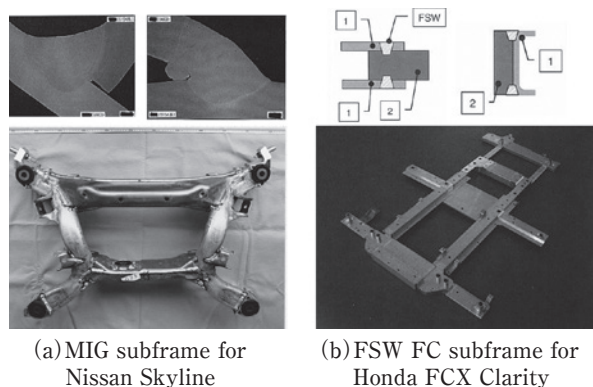 1
FSW
1
2
1
2
(a) MIG subframe for
Nissan Skyline
(b) FSW FC subframe for
Honda FCX Clarity